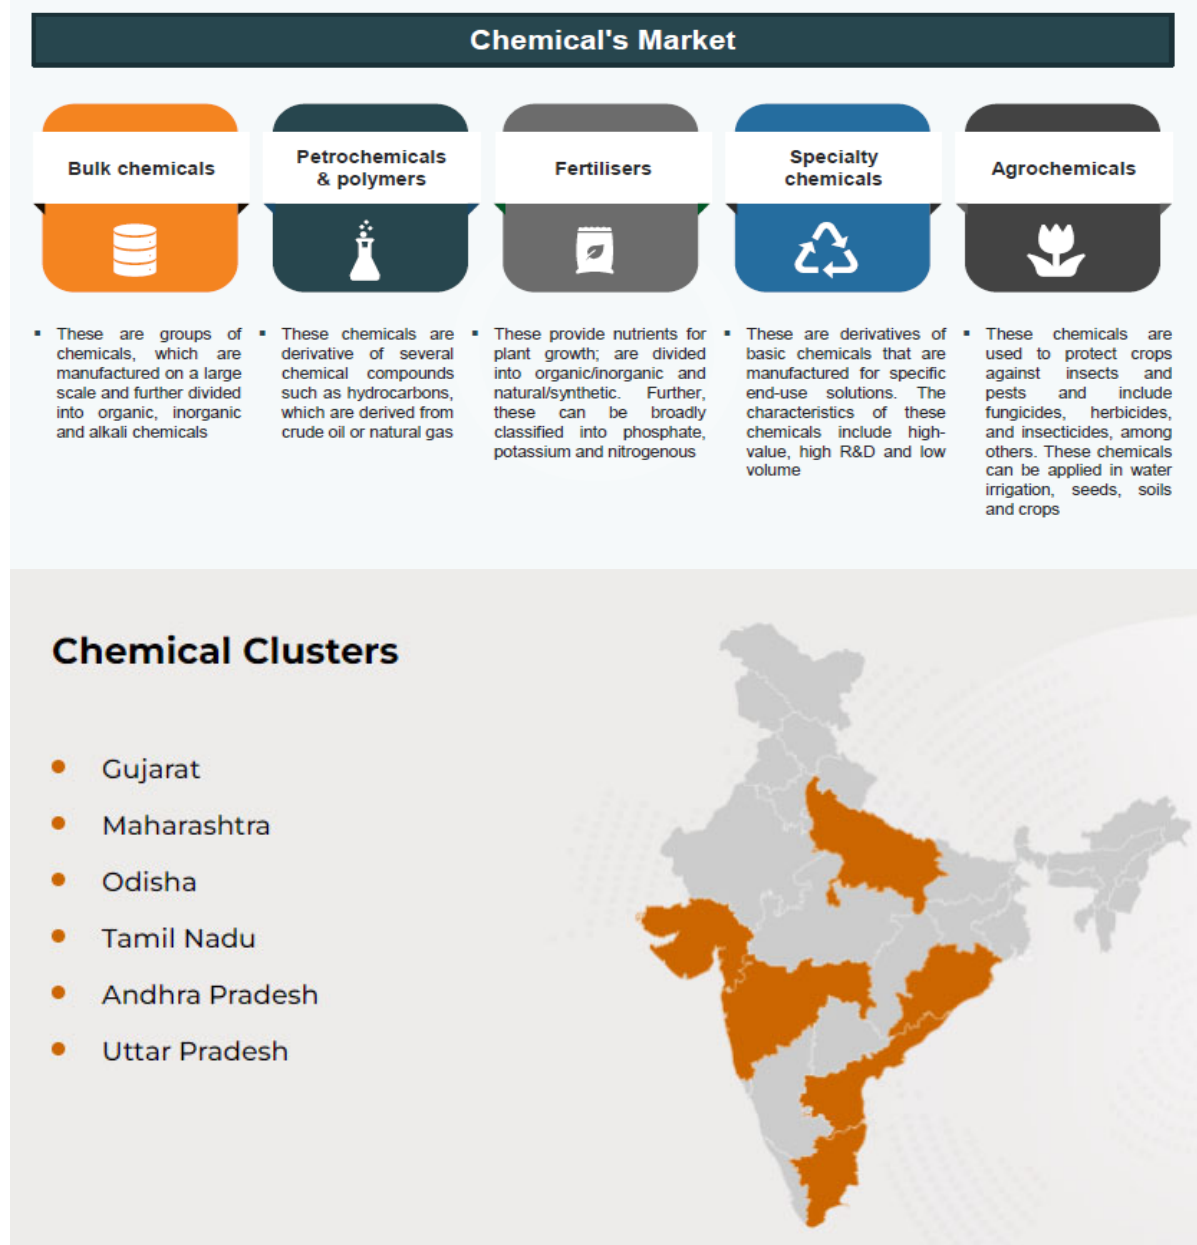 Chemical's Market
Bulk chemicals
Petrochemicals
& polymers
Fertilisers
Specialty
chemicals
Agrochemicals
▪ These are groups of
chemicals, which are
manufactured on a large
scale and further divided
into organic, inorganic
and alkali chemicals
▪ These chemicals are
derivative of several
chemical compounds
such as hydrocarbons,
which are derived from
crude oil or natural gas
▪ These provide nutrients for
plant growth; are divided
into organic/inorganic and
natural/synthetic. Further,
these can be broadly
classified into phosphate,
potassium and nitrogenous
▪ These are derivatives of
basic chemicals that are
manufactured for specific
end-use solutions. The
characteristics of these
chemicals include high-
value, high R&D and low
volume
▪ These chemicals are
used to protect crops
against insects and
pests and include
fungicides, herbicides,
and insecticides, among
others. These chemicals
can be applied in water
irrigation, seeds, soils
and crops
Chemical Clusters
• Gujarat
• Maharashtra
• Odisha
• Tamil Nadu
• Andhra Pradesh
• Uttar Pradesh